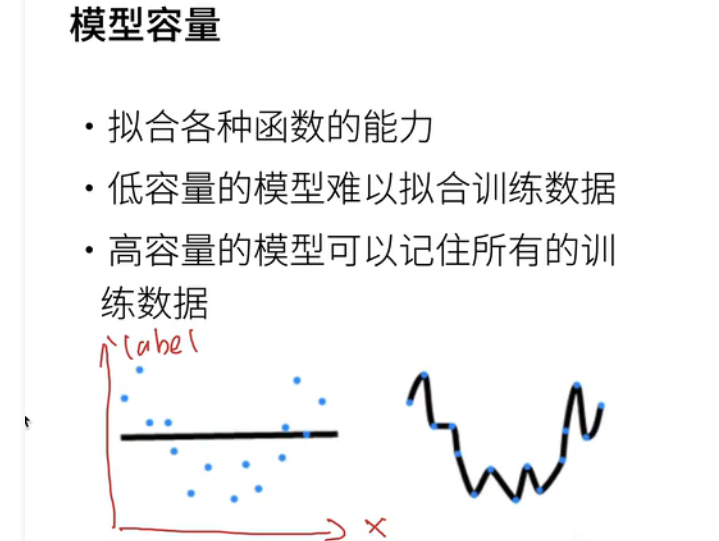 模型容量
• 拟合各种函数的能力
• 低容量的模型难以拟合训练数据
• 高容量的模型可以记住所有的训
练数据
label
x